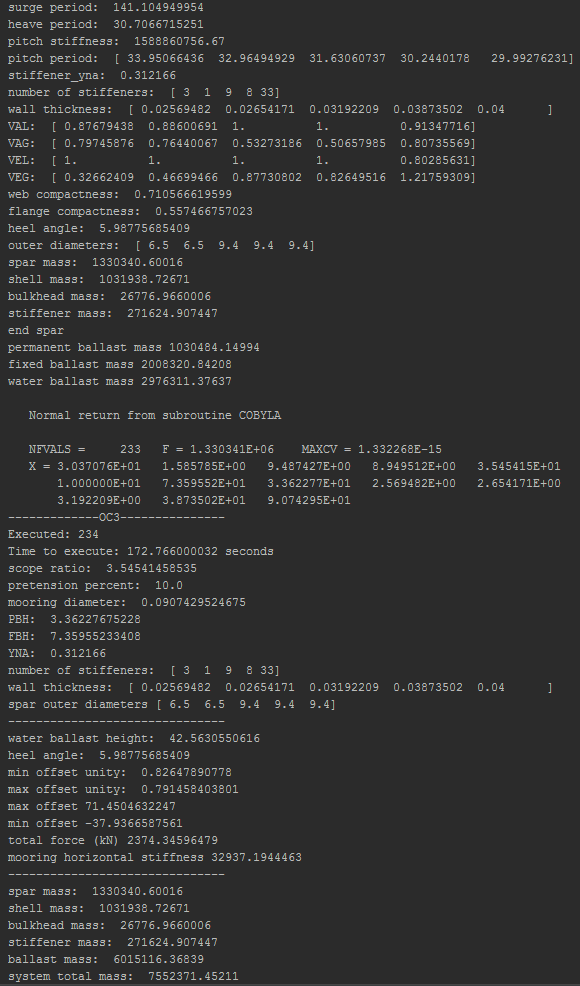 surge period:  141.104949954
heave period:  30.7066715251
pitch stiffness:  1588860756.67
pitch period:  [ 33.95066436  32.96494929  31.63060737  30.2440178   29.99276231]
stiffener_yna:  0.312166
number of stiffeners:  [ 3  1  9  8 33]
wall thickness:  [ 0.02569482  0.02654171  0.03192209  0.03873502  0.04      ]
VAL:  [ 0.87679438  0.88600691  1.          1.          0.91347716]
VAG:  [ 0.79745876  0.76440067  0.53273186  0.50657985  0.80735569]
VEL:  [ 1.          1.          1.          1.          0.80285631]
VEG:  [ 0.32662409  0.46699466  0.87730802  0.82649516  1.21759309]
web compactness:  0.710566619599
flange compactness:  0.557466757023
heel angle:  5.98775685409
outer diameters:  [ 6.5  6.5  9.4  9.4  9.4]
spar mass:  1330340.60016
shell mass:  1031938.72671
bulkhead mass:  26776.9660006
stiffener mass:  271624.907447
end spar
permanent ballast mass 1030484.14994
fixed ballast mass 2008320.84208
water ballast mass 2976311.37637
Normal return from subroutine COBYLA
NFVALS =     233   F = 1.330341E+06    MAXCV = 1.332268E-15
X = 3.037076E+01   1.585785E+00   9.487427E+00   8.949512E+00   3.545415E+01
1.000000E+01   7.359552E+01   3.362277E+01   2.569482E+00   2.654171E+00
3.192209E+00   3.873502E+01   9.074295E+01
-------------OC3---------------
Executed: 234
Time to execute: 172.766000032 seconds
scope ratio:  3.54541458535
pretension percent:  10.0
mooring diameter:  0.0907429524675
PBH:  3.36227675228
FBH:  7.35955233408
YNA:  0.312166
number of stiffeners:  [ 3  1  9  8 33]
wall thickness:  [ 0.02569482  0.02654171  0.03192209  0.03873502  0.04      ]
spar outer diameters [ 6.5  6.5  9.4  9.4  9.4]
-----------------------------
water ballast height:  42.5630550616
heel angle:  5.98775685409
min offset unity:  0.82647890778
max offset unity:  0.791458403801
max offset 71.4504632247
min offset -37.9366587561
total force (kN) 2374.34596479
mooring horizontal stiffness 32937.1944463
-----------------------------
spar mass:  1330340.60016
shell mass:  1031938.72671
bulkhead mass:  26776.9660006
stiffener mass:  271624.907447
ballast mass:  6015116.36839
system total mass:  7552371.45211